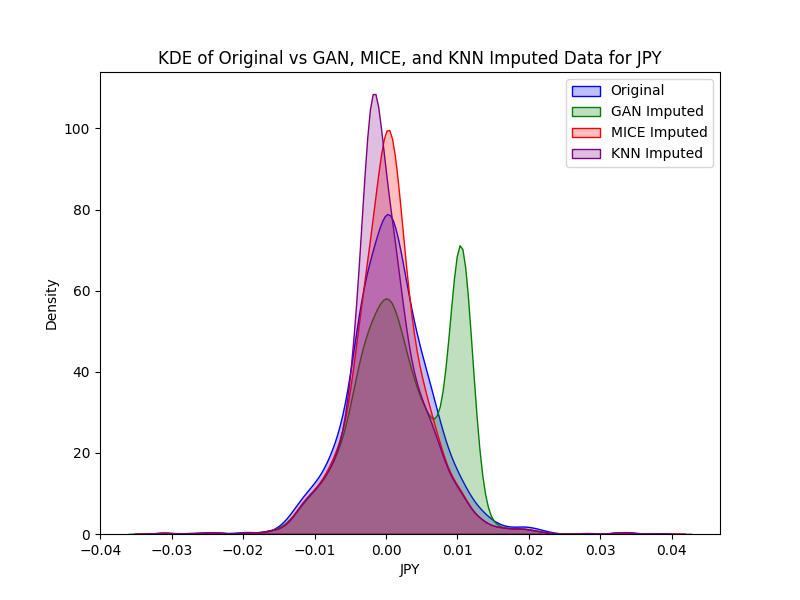 KDE of Original vs GAN, MICE, and KNN Imputed Data for JPY
Original
GAN Imputed
MICE Imputed
KNN Imputed
100
80
60
40
20
0
Density
−0.04 −0.03 −0.02 −0.01 0.00 0.01 0.02 0.03 0.04
JPY